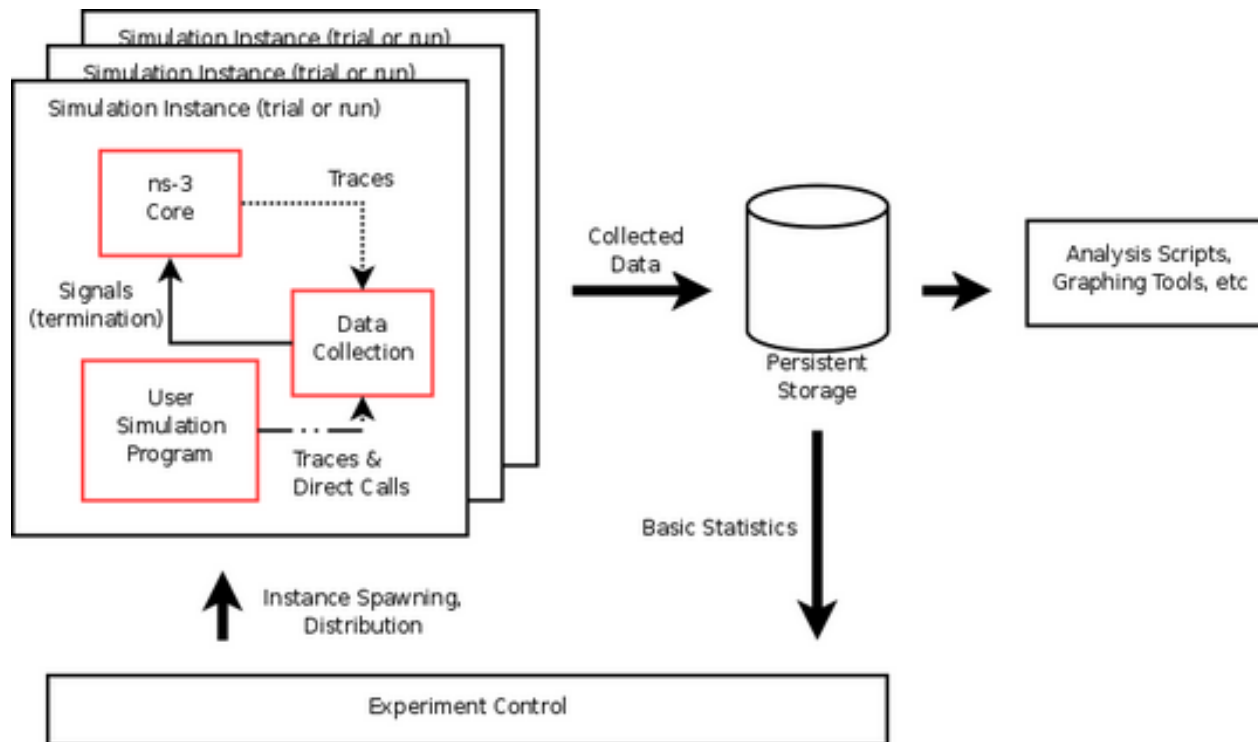 Simulation Instance (trial or run)
Simulation Instance (trial or run)
Simulation Instance (trial or run)
ns-3
Core
Traces
Signals
(termination)
Data
Collection
User
Simulation
Program
Traces &
Direct Calls
Collected
Data
Persistent
Storage
Analysis Scripts,
Graphing Tools, etc
Basic Statistics
Instance Spawning,
Distribution
Experiment Control